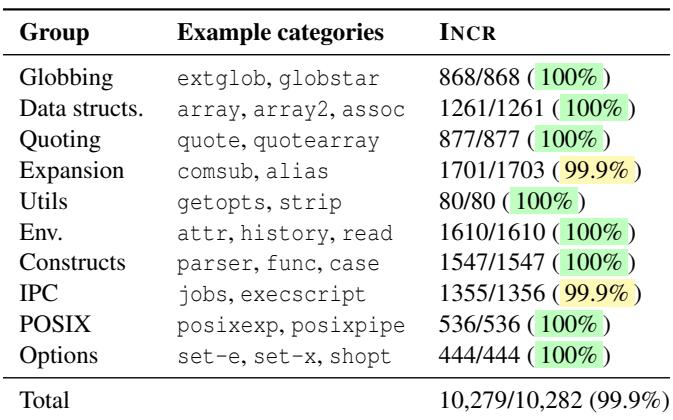 Group Example categories INCR
Globbing extglob, globstar 868/868 (100%)
Data structs. array, array2, assoc 1261/1261 (100%)
Quoting quote, quotearray 877/877 (100%)
Expansion comsub, alias 1701/1703 (99.9%)
Utils getopts, strip 80/80 (100%)
Env. attr, history, read 1610/1610 (100%)
Constructs parser, func, case 1547/1547 (100%)
IPC jobs, execscript 1355/1356 (99.9%)
POSIX posixexp, posixpipe 536/536 (100%)
Options set-e, set-x, shopt 444/444 (100%)
Total 10,279/10,282 (99.9%)